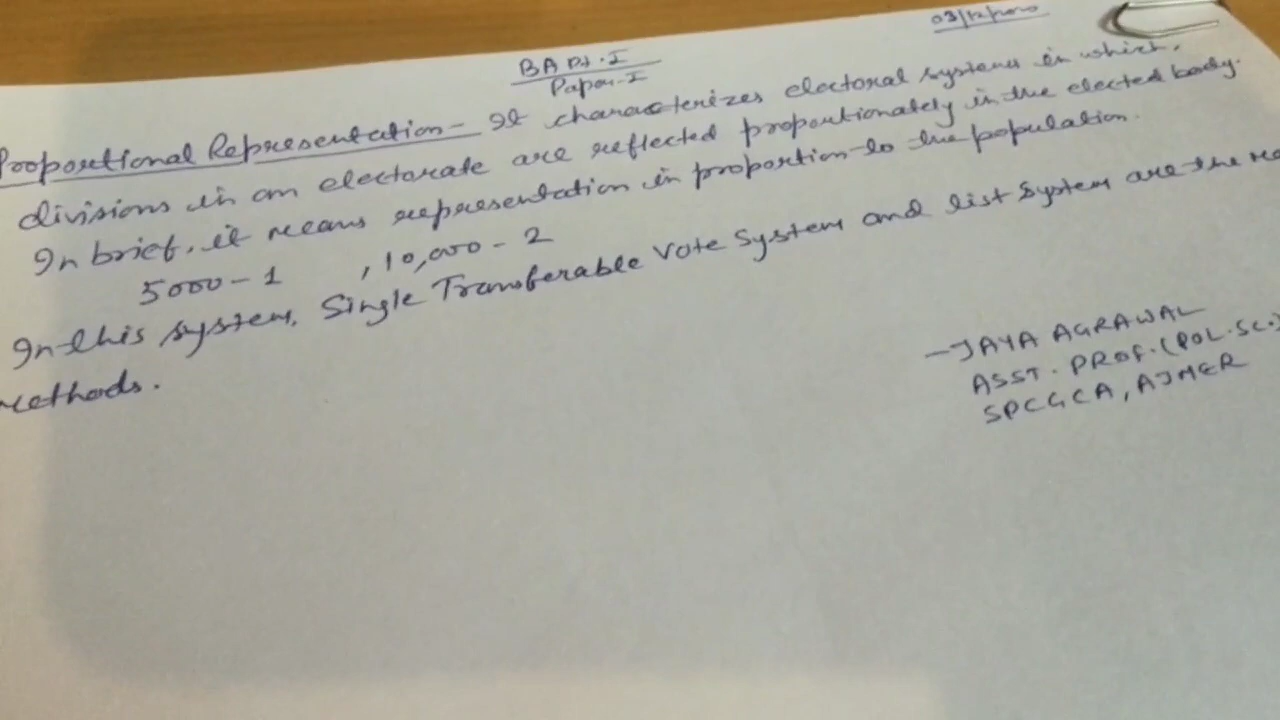 03/12/2020
BA Pt. I
Paper-I
Proportional Representation - It characterizes electoral systems in which,
divisions in an electorate are reflected proportionately in the elected body.
In brief, it means representation in proportion to the population.
5000 - 1 , 10,000 - 2
In this system, Single Transferable Vote System and List System are the
methods.
- JAYA AGRAWAL
ASST. PROF. (POL. SC.)
SPCGCA, AJMER